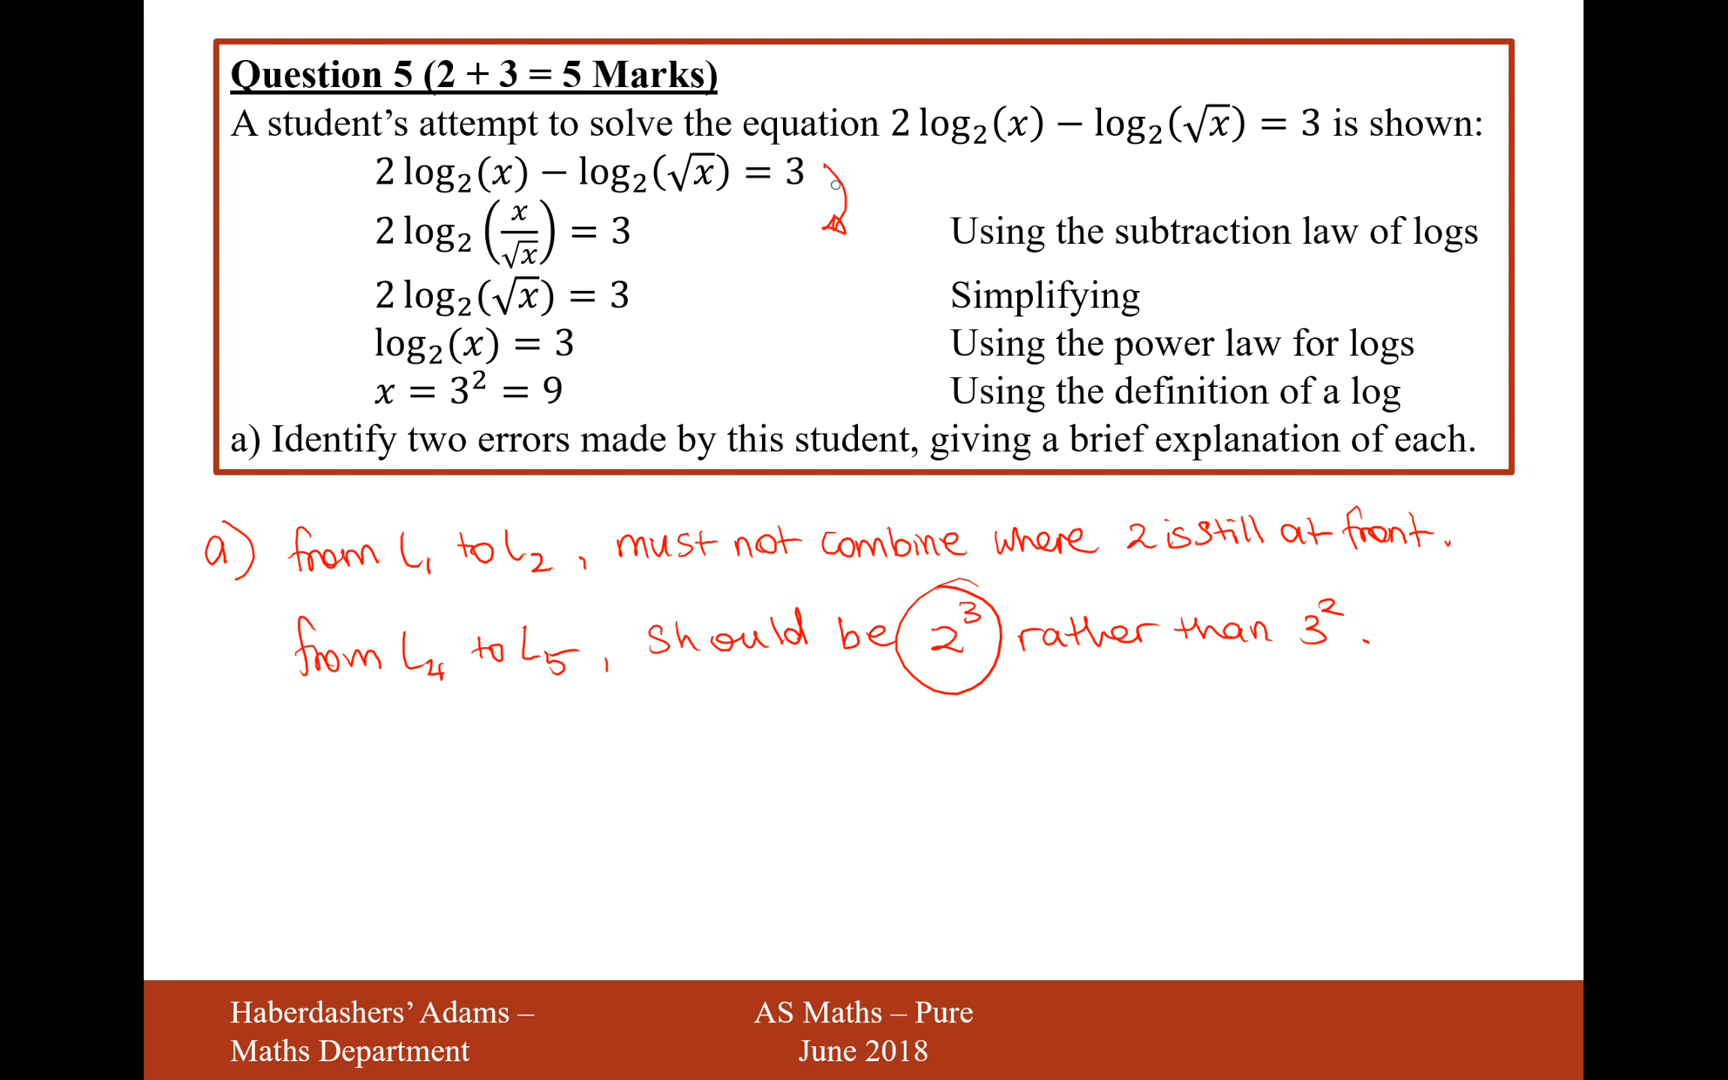 Question 5 (2 + 3 = 5 Marks)
A student's attempt to solve the equation 2 log₂(x) − log₂(√x) = 3 is shown:
2 log₂(x) − log₂(√x) = 3
2 log₂(x/√x) = 3 Using the subtraction law of logs
2 log₂(√x) = 3 Simplifying
log₂(x) = 3 Using the power law for logs
x = 3² = 9 Using the definition of a log
a) Identify two errors made by this student, giving a brief explanation of each.
a) from L₁ to L₂, must not combine where 2 is still at front.
from L₄ to L₅, should be 2³ rather than 3².
Haberdashers' Adams –
Maths Department
AS Maths – Pure
June 2018